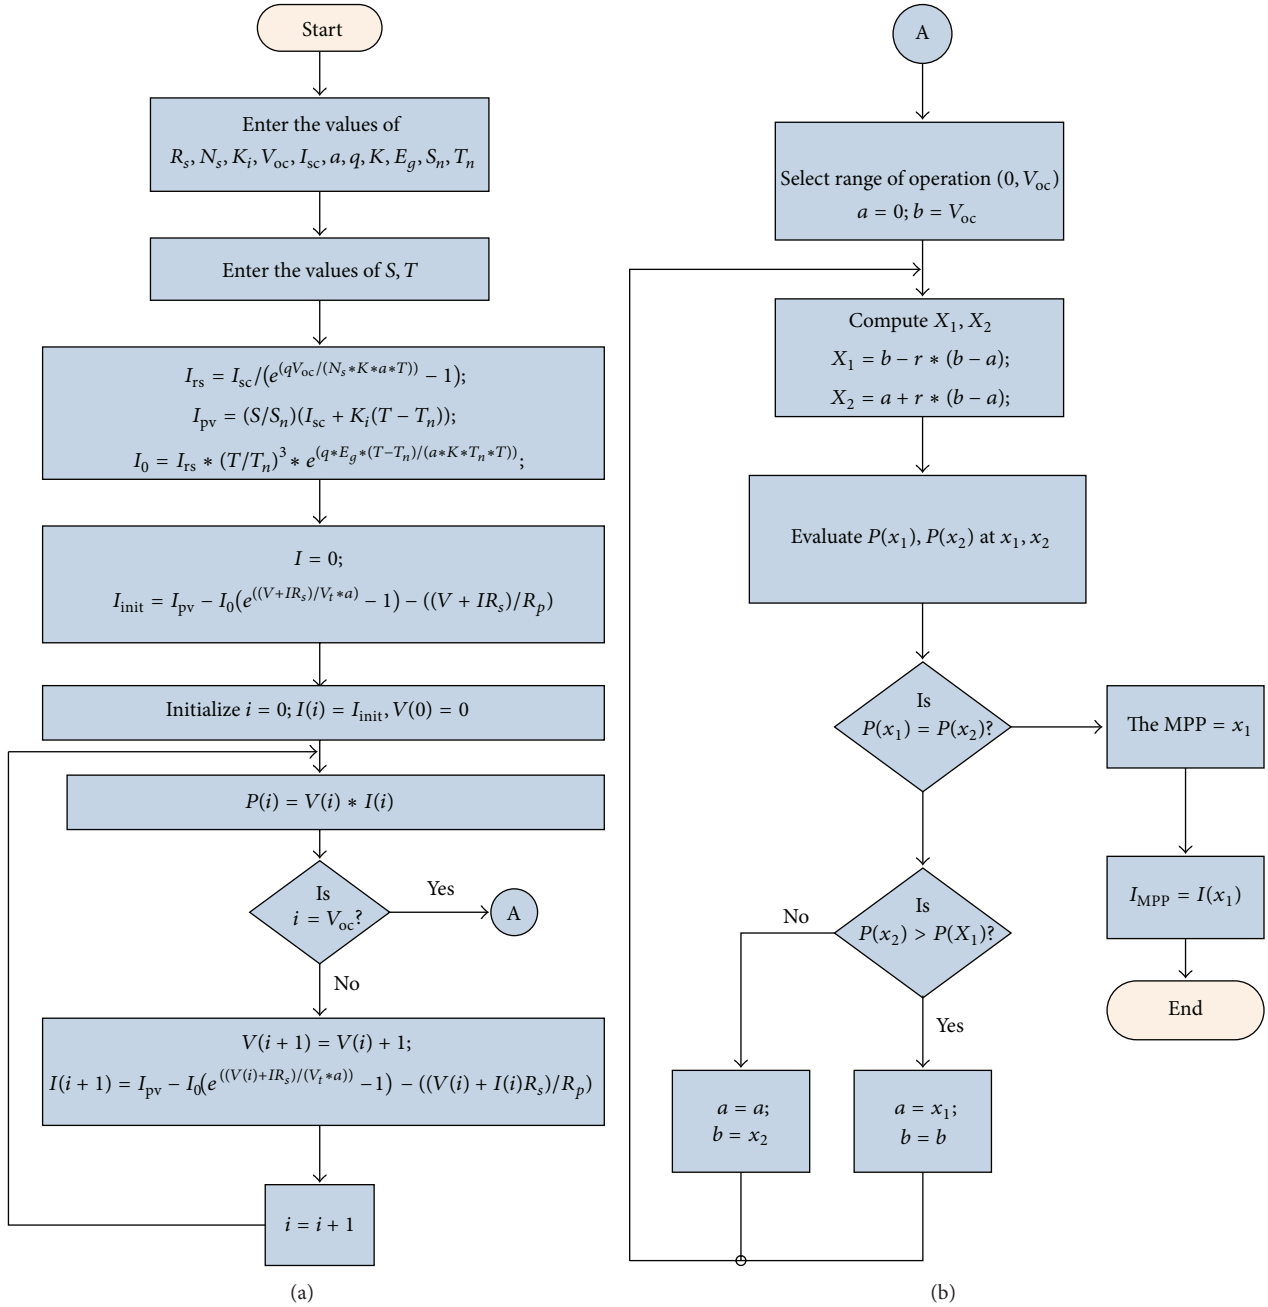 Start
Enter the values of
R_s, N_s, K_i, V_oc, I_sc, a, q, K, E_g, S_n, T_n
Enter the values of S, T
I_rs = I_sc/(e^(qV_oc/(N_s*K*a*T)) − 1);
I_pv = (S/S_n)(I_sc + K_i(T − T_n));
I_0 = I_rs * (T/T_n)^3 * e^(q*E_g*(T−T_n)/(a*K*T_n*T));
I = 0;
I_init = I_pv − I_0(e^((V+IR_s)/V_t*a) − 1) − ((V + IR_s)/R_p)
Initialize i = 0; I(i) = I_init, V(0) = 0
P(i) = V(i) * I(i)
Is
i = V_oc?
Yes
A
No
V(i + 1) = V(i) + 1;
I(i + 1) = I_pv − I_0(e^((V(i)+IR_s)/(V_t*a)) − 1) − ((V(i) + I(i)R_s)/R_p)
i = i + 1
(a)
A
Select range of operation (0, V_oc)
a = 0; b = V_oc
Compute X_1, X_2
X_1 = b − r * (b − a);
X_2 = a + r * (b − a);
Evaluate P(x_1), P(x_2) at x_1, x_2
Is
P(x_1) = P(x_2)?
The MPP = x_1
I_MPP = I(x_1)
End
Is
P(x_2) > P(X_1)?
No
Yes
a = a;
b = x_2
a = x_1;
b = b
(b)